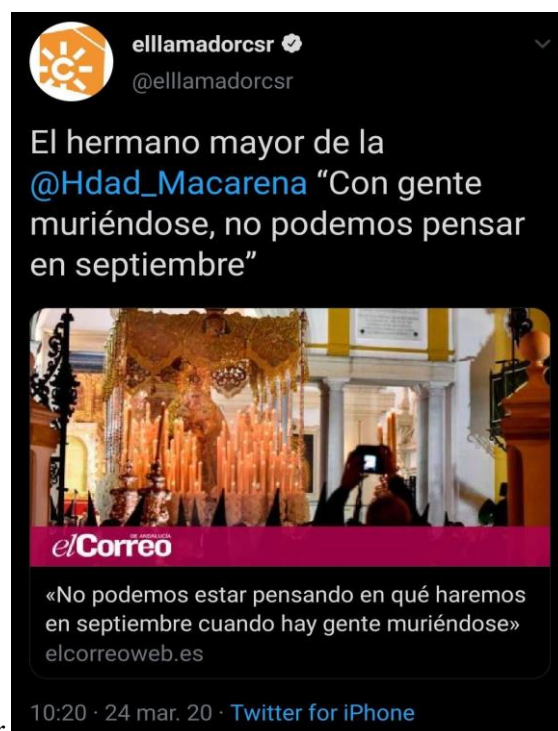 elllamadorcsr
@elllamadorcsr
El hermano mayor de la
@Hdad_Macarena “Con gente
muriéndose, no podemos pensar
en septiembre”
DE ANDALUCÍA
elCorreo
«No podemos estar pensando en qué haremos
en septiembre cuando hay gente muriéndose»
elcorreoweb.es
10:20 · 24 mar. 20 · Twitter for iPhone